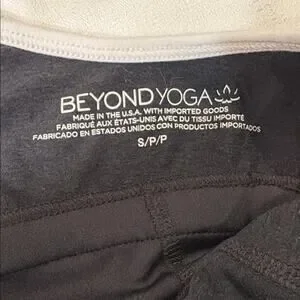 BEYOND YOGA
MADE IN THE U.S.A. WITH IMPORTED GOODS
FABRIQUÉ AUX ÉTATS-UNIS AVEC DU TISSU IMPORTÉ
FABRICADO EN ESTADOS UNIDOS CON PRODUCTOS IMPORTADOS
S/P/P